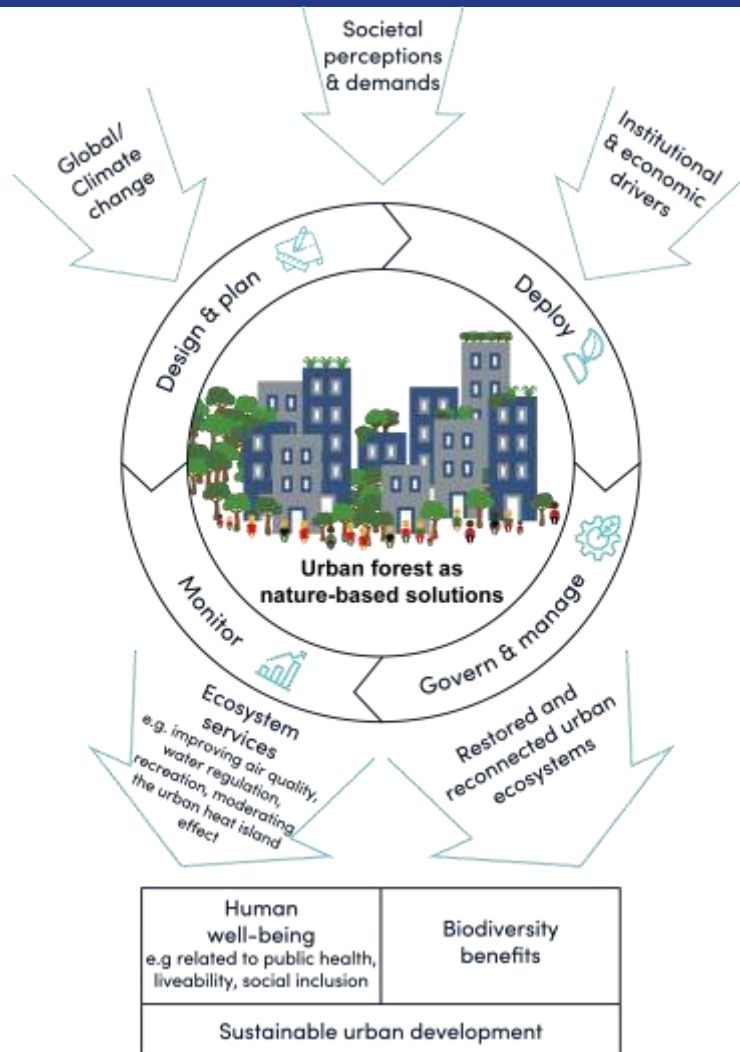 Societal
perceptions
& demands
Global/
Climate
change
Institutional
& economic
drivers
Design & plan
Deploy
Urban forest as
nature-based solutions
Monitor
Govern & manage
Ecosystem
services
e.g. improving air quality,
water regulation,
recreation, moderating
the urban heat island
effect
Restored and
reconnected urban
ecosystems
Human
well-being
e.g related to public health,
liveability, social inclusion
Biodiversity
benefits
Sustainable urban development